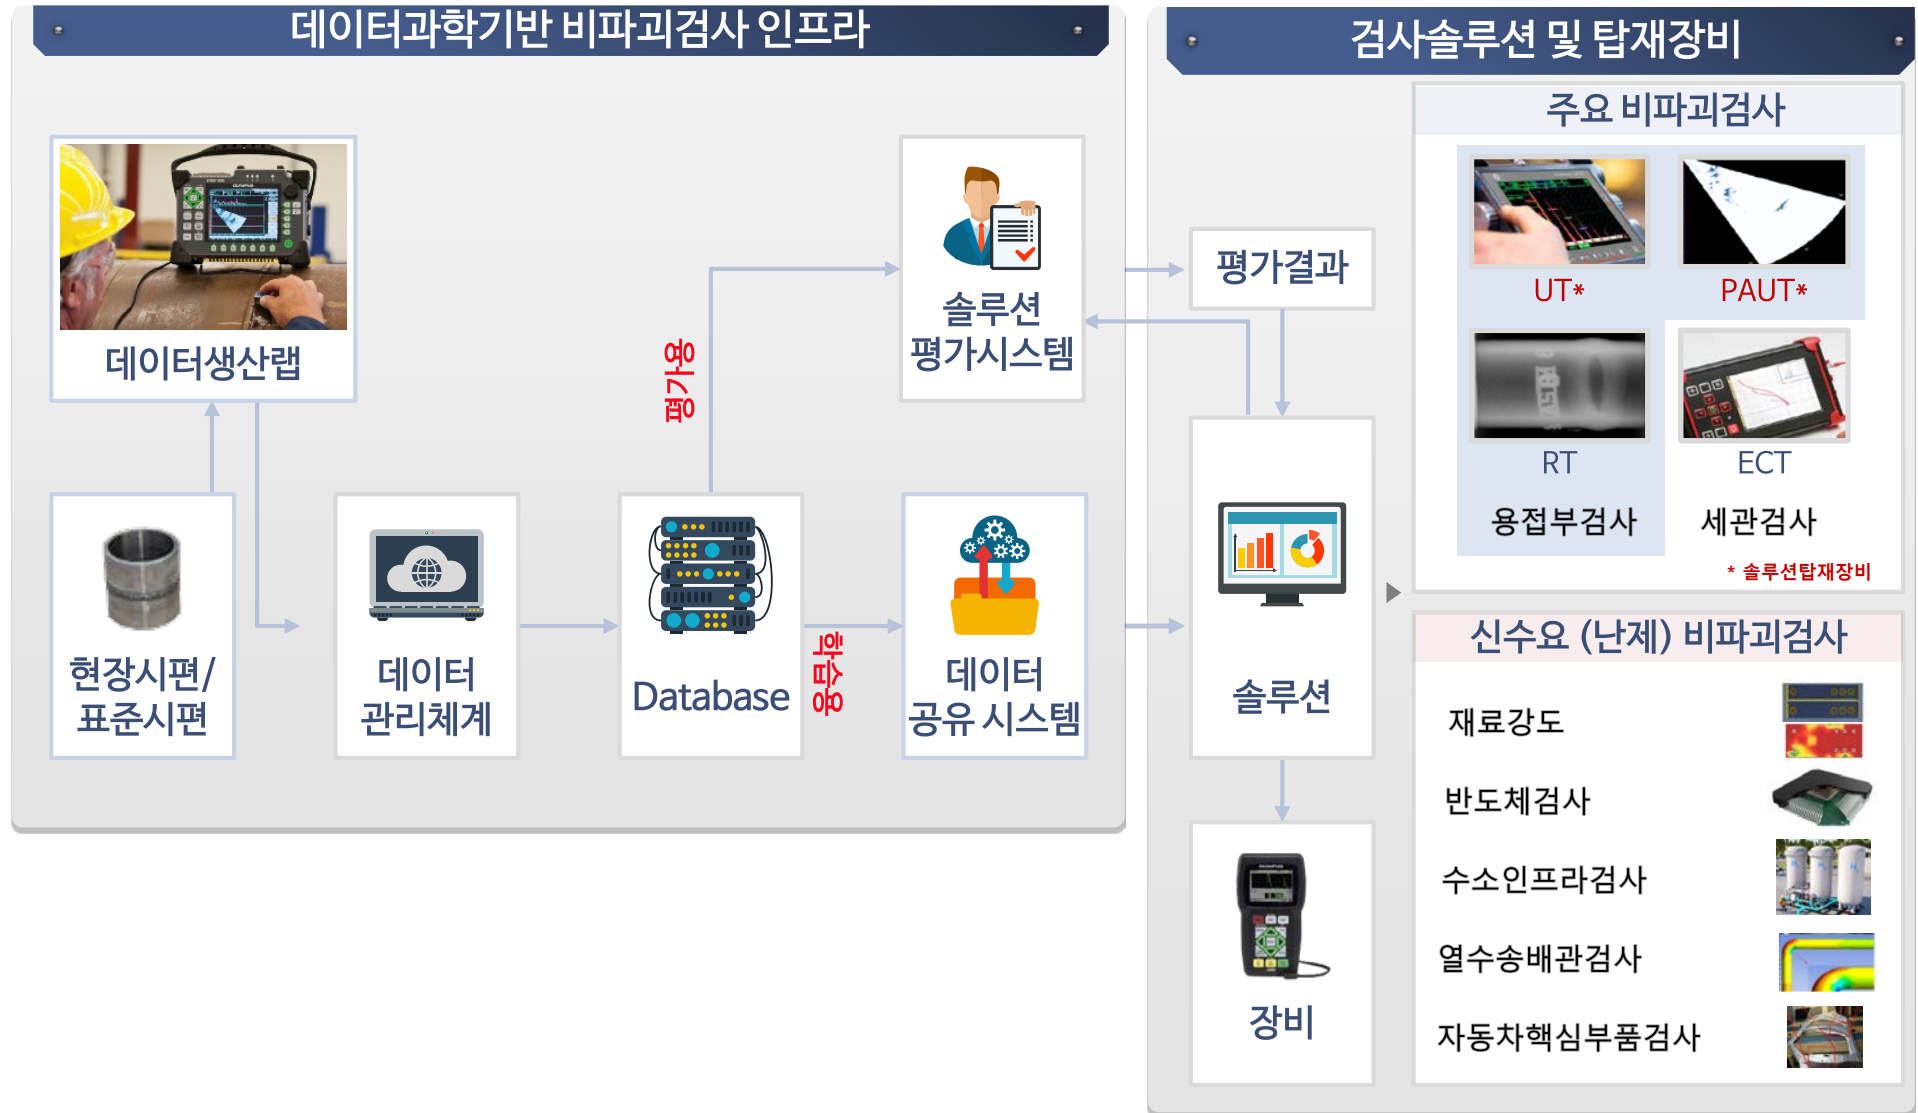 데이터과학기반 비파괴검사 인프라
데이터생산랩
현장시편/
표준시편
데이터
관리체계
Database
평가용
학습용
솔루션
평가시스템
데이터
공유 시스템
검사솔루션 및 탑재장비
평가결과
솔루션
장비
주요 비파괴검사
UT*
PAUT*
RT
ECT
용접부검사
세관검사
* 솔루션탑재장비
신수요 (난제) 비파괴검사
재료강도
반도체검사
수소인프라검사
열수송배관검사
자동차핵심부품검사